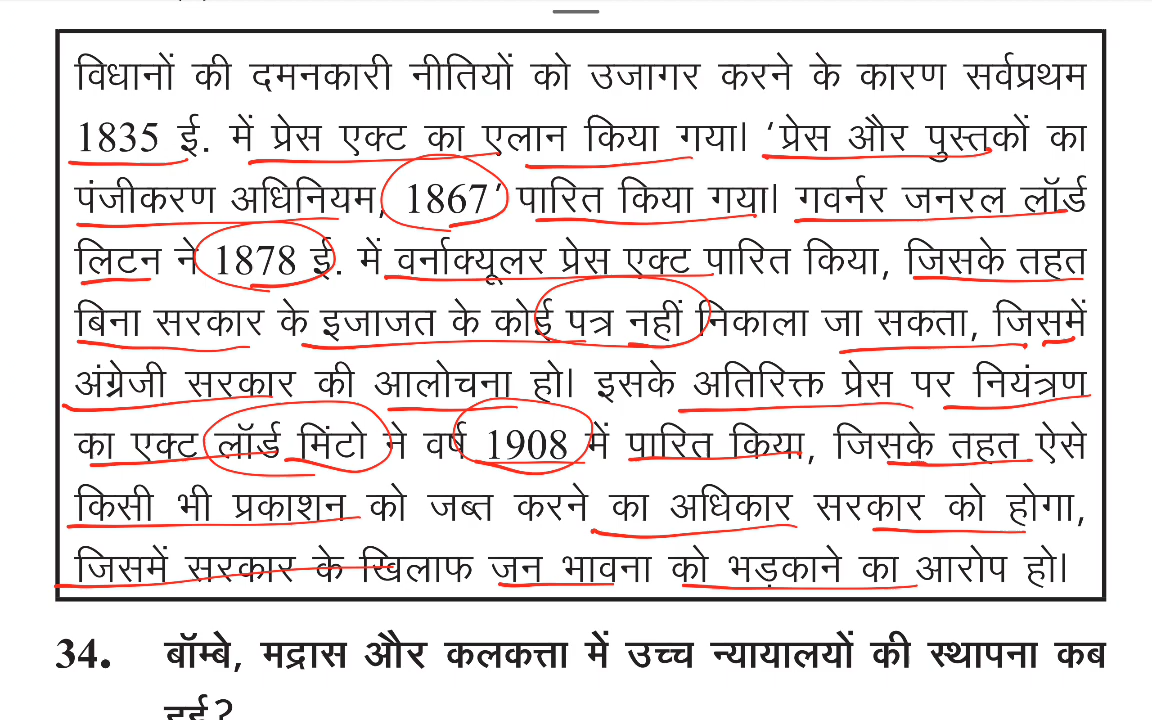 विधानों की दमनकारी नीतियों को उजागर करने के कारण सर्वप्रथम
1835 ई. में प्रेस एक्ट का एलान किया गया। ‘प्रेस और पुस्तकों का
पंजीकरण अधिनियम, 1867’ पारित किया गया। गवर्नर जनरल लॉर्ड
लिटन ने 1878 ई. में वर्नाक्यूलर प्रेस एक्ट पारित किया, जिसके तहत
बिना सरकार के इजाजत के कोई पत्र नहीं निकाला जा सकता, जिसमें
अंग्रेजी सरकार की आलोचना हो। इसके अतिरिक्त प्रेस पर नियंत्रण
का एक्ट लॉर्ड मिंटो ने वर्ष 1908 में पारित किया, जिसके तहत ऐसे
किसी भी प्रकाशन को जब्त करने का अधिकार सरकार को होगा,
जिसमें सरकार के खिलाफ जन भावना को भड़काने का आरोप हो।
34. बॉम्बे, मद्रास और कलकत्ता में उच्च न्यायालयों की स्थापना कब
हुई?